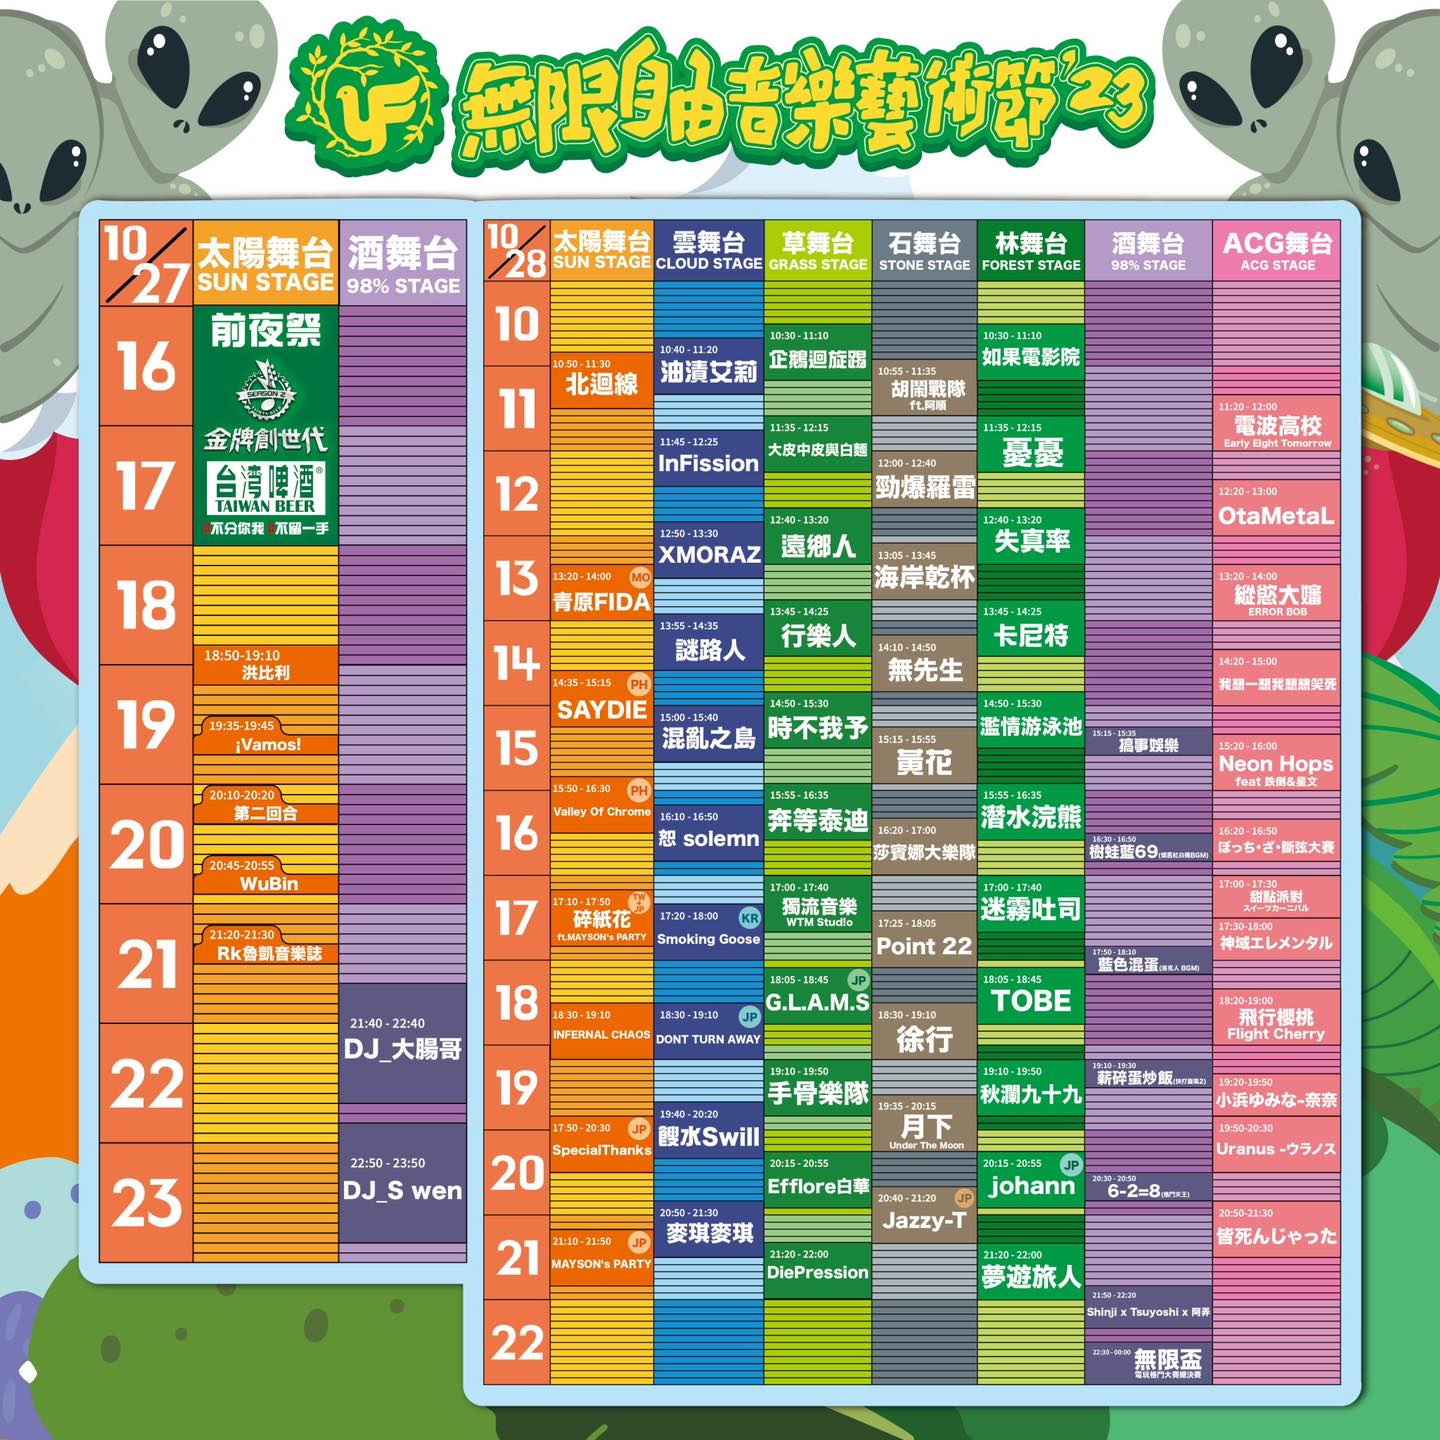 無限自由音樂藝術節'23
10/27
太陽舞台
SUN STAGE
酒舞台
98% STAGE
16
17
18
19
20
21
22
23
前夜祭
SEASON 2
金牌創世代
台湾啤酒®
TAIWAN BEER
#不分你我 #不留一手
18:50-19:10
洪比利
19:35-19:45
¡Vamos!
20:10-20:20
第二回合
20:45-20:55
WuBin
21:20-21:30
Rk魯凱音樂誌
21:40 - 22:40
DJ_大腸哥
22:50 - 23:50
DJ_S wen
10/28
10
11
12
13
14
15
16
17
18
19
20
21
22
太陽舞台
SUN STAGE
10:50 - 11:30
北迴線
13:20 - 14:00
MO
青原FIDA
14:35 - 15:15
PH
SAYDIE
15:50 - 16:30
PH
Valley Of Chrome
17:10 - 17:50
TW
JP
碎紙花
ft.MAYSON's PARTY
18:30 - 19:10
INFERNAL CHAOS
17:50 - 20:30
JP
SpecialThanks
21:10 - 21:50
JP
MAYSON's PARTY
雲舞台
CLOUD STAGE
10:40 - 11:20
油漬艾莉
11:45 - 12:25
InFission
12:50 - 13:30
XMORAZ
13:55 - 14:35
謎路人
15:00 - 15:40
混亂之島
16:10 - 16:50
恕 solemn
17:20 - 18:00
KR
Smoking Goose
18:30 - 19:10
JP
DONT TURN AWAY
19:40 - 20:20
餿水Swill
20:50 - 21:30
麥琪麥琪
草舞台
GRASS STAGE
10:30 - 11:10
企鵝迴旋踢
11:35 - 12:15
大皮中皮與白麵
12:40 - 13:20
遠鄉人
13:45 - 14:25
行樂人
14:50 - 15:30
時不我予
15:55 - 16:35
奔等泰迪
17:00 - 17:40
獨流音樂
WTM Stud!o
18:05 - 18:45
JP
G.L.A.M.S
19:10 - 19:50
手骨樂隊
20:15 - 20:55
Efflore白華
21:20 - 22:00
DiePression
石舞台
STONE STAGE
10:55 - 11:35
胡鬧戰隊
ft.阿順
12:00 - 12:40
勁爆羅雷
13:05 - 13:45
海岸乾杯
14:10 - 14:50
無先生
15:15 - 15:55
黃花
16:20 - 17:00
莎賓娜大樂隊
17:25 - 18:05
Point 22
18:30 - 19:10
徐行
19:35 - 20:15
月下
Under The Moon
20:40 - 21:20
JP
Jazzy-T
林舞台
FOREST STAGE
10:30 - 11:10
如果電影院
11:35 - 12:15
憂憂
12:40 - 13:20
失真率
13:45 - 14:25
卡尼特
14:50 - 15:30
濫情游泳池
15:55 - 16:35
潛水浣熊
17:00 - 17:40
迷霧吐司
18:05 - 18:45
TOBE
19:10 - 19:50
秋瀾九十九
20:15 - 20:55
JP
johann
21:20 - 22:00
夢遊旅人
酒舞台
98% STAGE
15:15 - 15:35
搞事娛樂
16:30 - 16:50
樹蛙藍69
17:50 - 18:10
藍色混蛋(洛克人 BGM)
19:10 - 19:30
薪碎蛋炒飯(快打旋風2)
20:30 - 20:50
6-2=8(格鬥天王)
21:50 - 22:20
Shinji x Tsuyoshi x 阿弄
22:30 - 00:00
無限盃
電玩格鬥大賽總決賽
ACG舞台
ACG STAGE
11:20 - 12:00
電波高校
Early Eight Tomorrow
12:20 - 13:00
OtaMetaL
13:20 - 14:00
縱慾大嬸
ERROR BOB
14:20 - 15:00
我想一想我想想笑死
15:20 - 16:00
Neon Hops
feat 鉄倒&星文
16:20 - 16:50
ぼっち·ざ·斷弦大賽
17:00 - 17:30
甜點派對
スイーツカーニバル
17:30-18:00
神域エレメンタル
18:20-19:00
飛行櫻桃
Flight Cherry
19:20-19:50
小浜ゆみな-奈奈
19:50-20:30
Uranus -ウラノス
20:50-21:30
皆死んじゃった